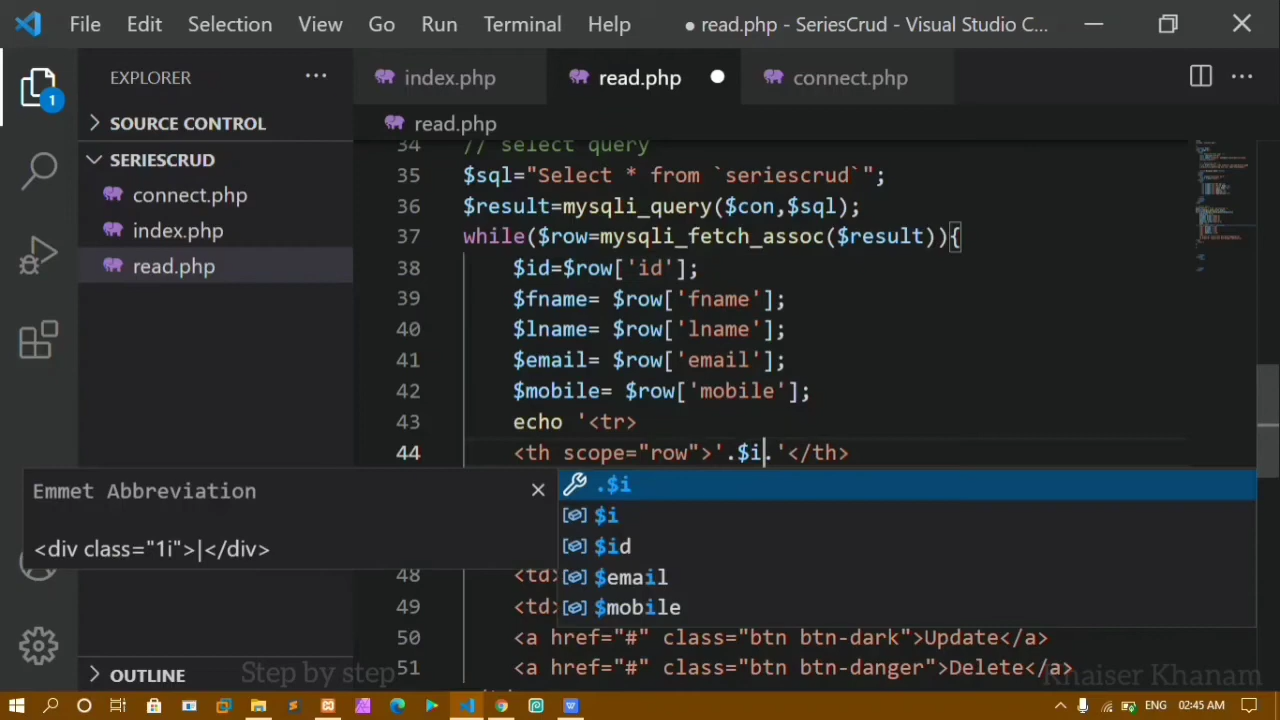 File Edit Selection View Go Run Terminal Help
● read.php - SeriesCrud - Visual Studio C...
EXPLORER
index.php
read.php
connect.php
1
SOURCE CONTROL
SERIESCRUD
connect.php
index.php
read.php
OUTLINE
read.php
34 // select query
35 $sql="Select * from `seriescrud`";
36 $result=mysqli_query($con,$sql);
37 while($row=mysqli_fetch_assoc($result)){
38 $id=$row['id'];
39 $fname= $row['fname'];
40 $lname= $row['lname'];
41 $email= $row['email'];
42 $mobile= $row['mobile'];
43 echo '<tr>
44 <th scope="row">'.$i.'</th>
Emmet Abbreviation
<div class="1i">|</div>
.$i
$i
$id
$email
$mobile
48 <td>
49 <td>
50 <a href="#" class="btn btn-dark">Update</a>
51 <a href="#" class="btn btn-danger">Delete</a>
Step by step
Khaiser Khanam
ENG 02:45 AM